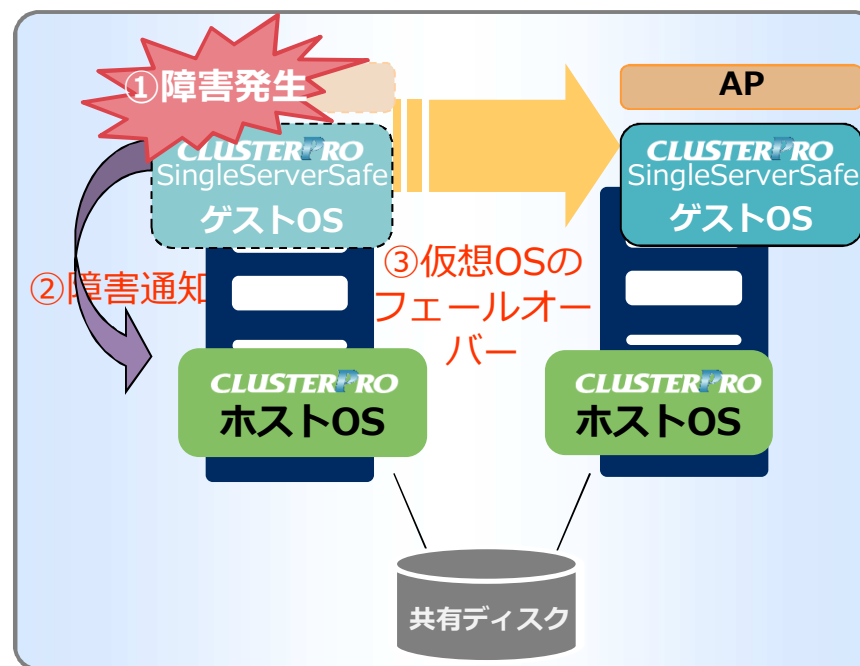 ①障害発生
AP
CLUSTERPRO
SingleServerSafe
ゲストOS
CLUSTERPRO
SingleServerSafe
ゲストOS
②障害通知
③仮想OSの
フェールオー
バー
CLUSTERPRO
ホストOS
CLUSTERPRO
ホストOS
共有ディスク